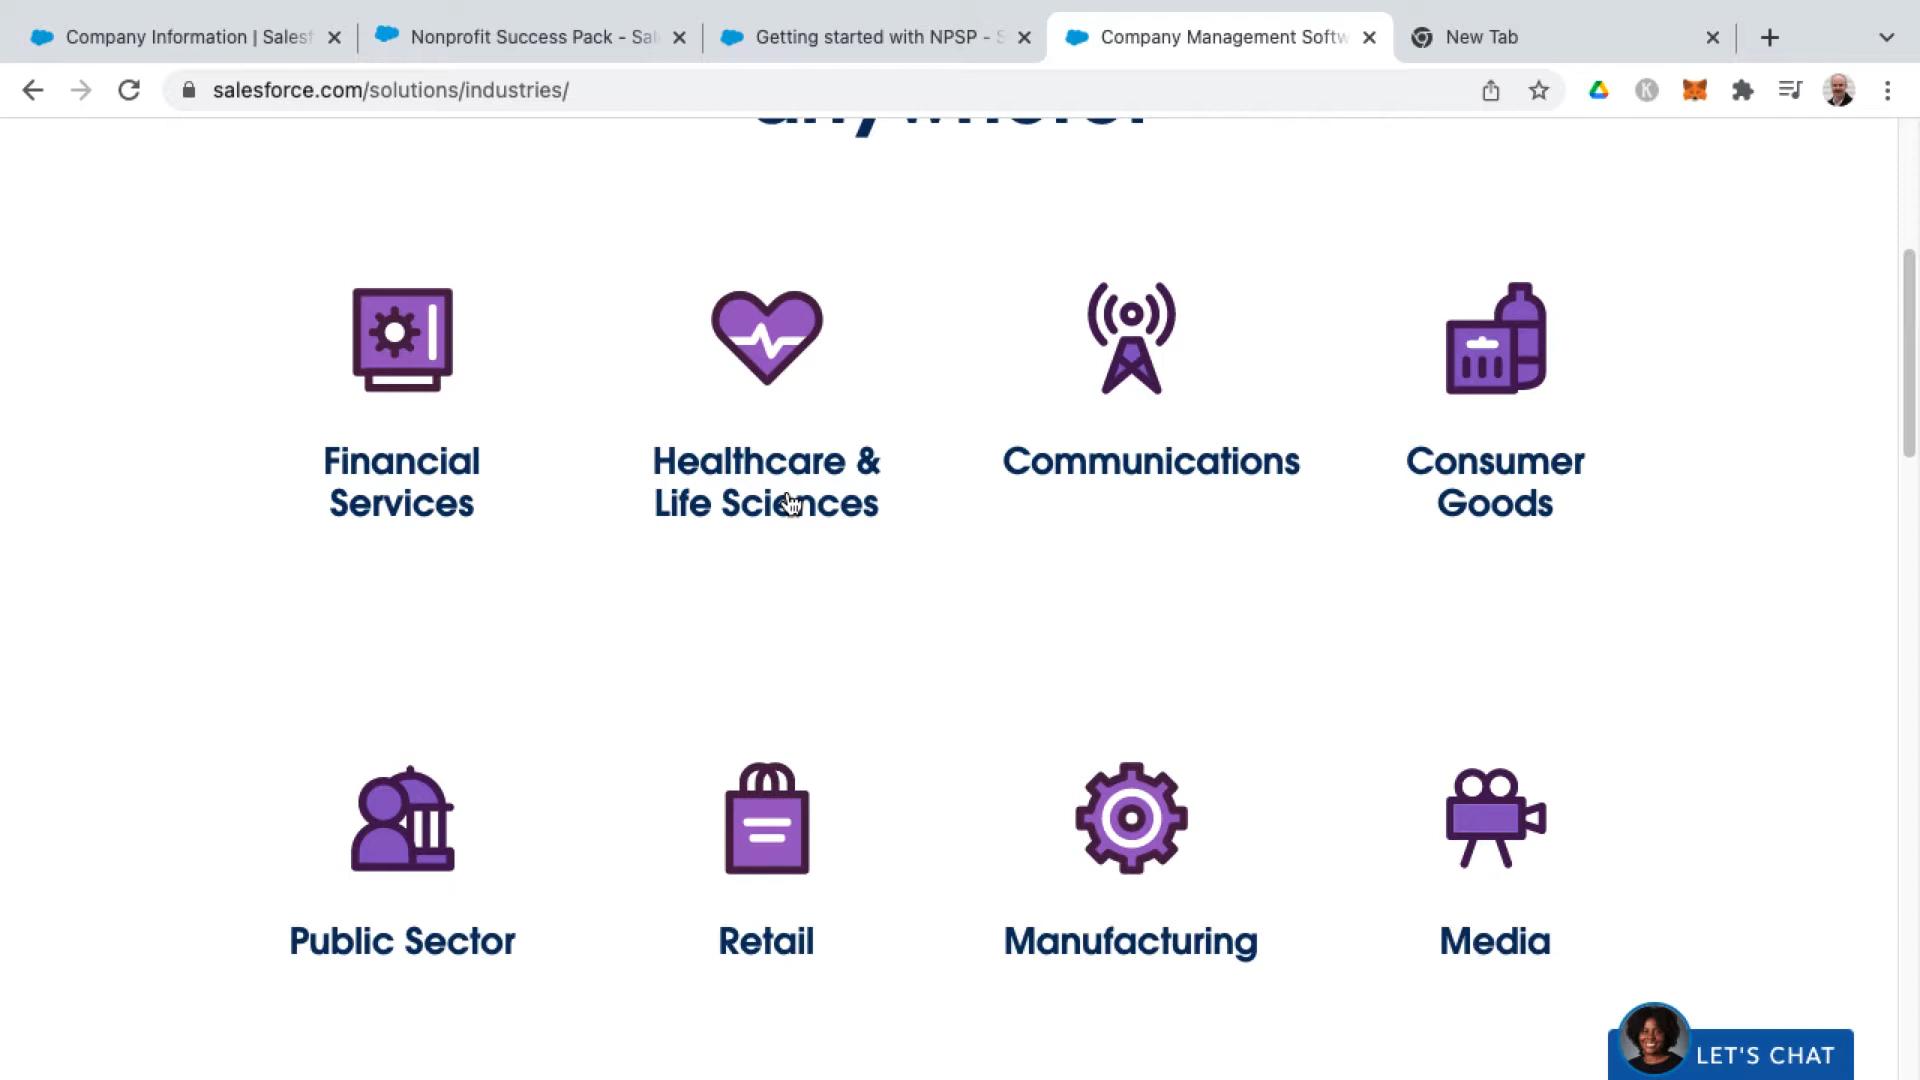 Company Information | Salesf
Nonprofit Success Pack - Sal
Getting started with NPSP - S
Company Management Softw
New Tab
salesforce.com/solutions/industries/
anywhere.
K
Financial
Services
Healthcare &
Life Sciences
Communications
Consumer
Goods
Public Sector
Retail
Manufacturing
Media
LET'S CHAT